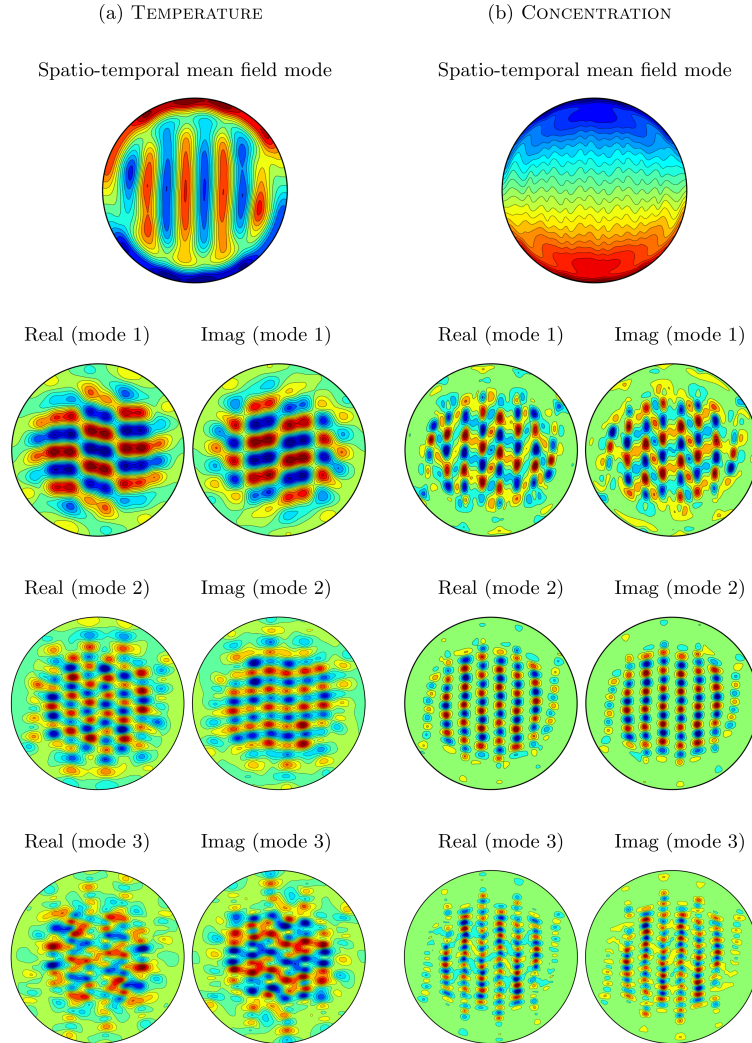 (a) TEMPERATURE
(b) CONCENTRATION
Spatio-temporal mean field mode
Spatio-temporal mean field mode
Real (mode 1)
Imag (mode 1)
Real (mode 1)
Imag (mode 1)
Real (mode 2)
Imag (mode 2)
Real (mode 2)
Imag (mode 2)
Real (mode 3)
Imag (mode 3)
Real (mode 3)
Imag (mode 3)